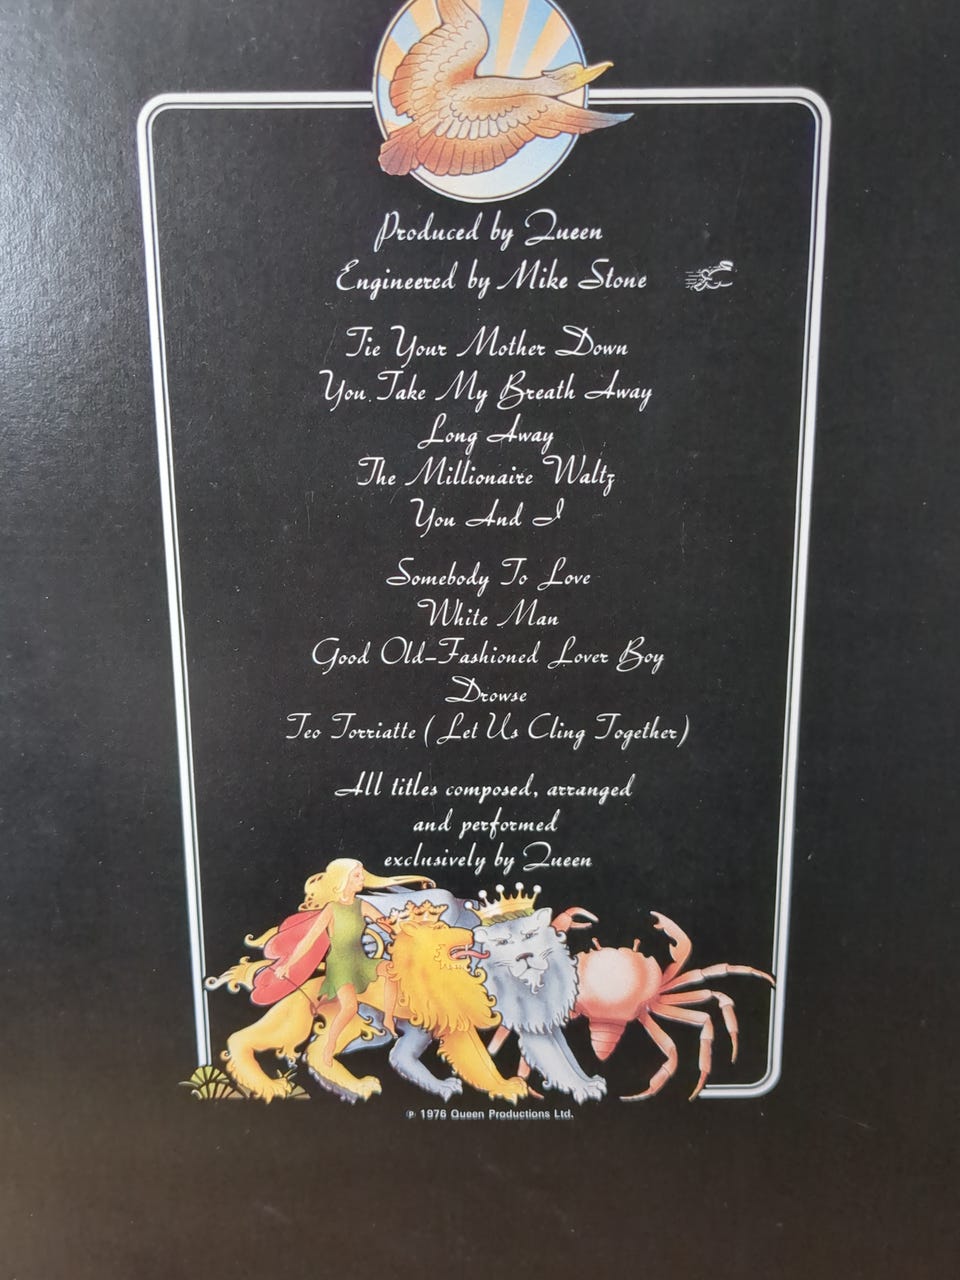 Produced by Queen
Engineered by Mike Stone
Tie Your Mother Down
You Take My Breath Away
Long Away
The Millionaire Waltz
You And I
Somebody To Love
White Man
Good Old-Fashioned Lover Boy
Drowse
Teo Torriatte (Let Us Cling Together)
All titles composed, arranged
and performed
exclusively by Queen
℗ 1976 Queen Productions Ltd.